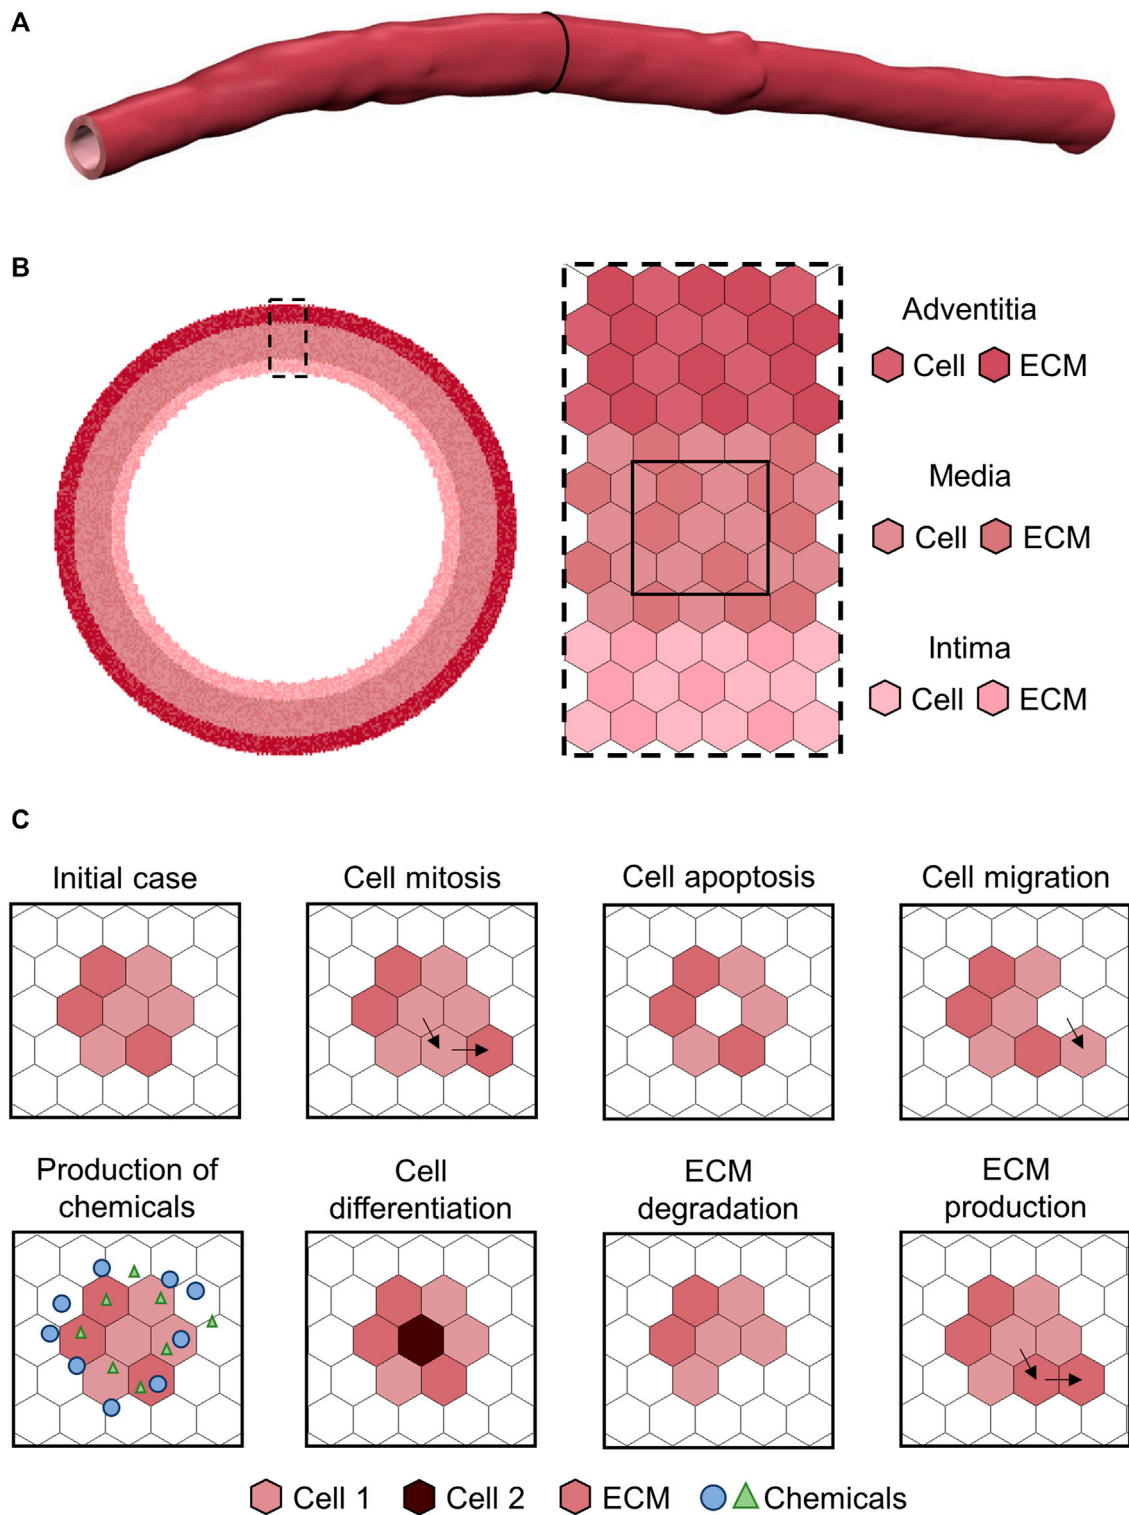 A
B
Adventitia
Cell ECM
Media
Cell ECM
Intima
Cell ECM
C
Initial case
Cell mitosis
Cell apoptosis
Cell migration
Production of
chemicals
Cell
differentiation
ECM
degradation
ECM
production
Cell 1 Cell 2 ECM Chemicals